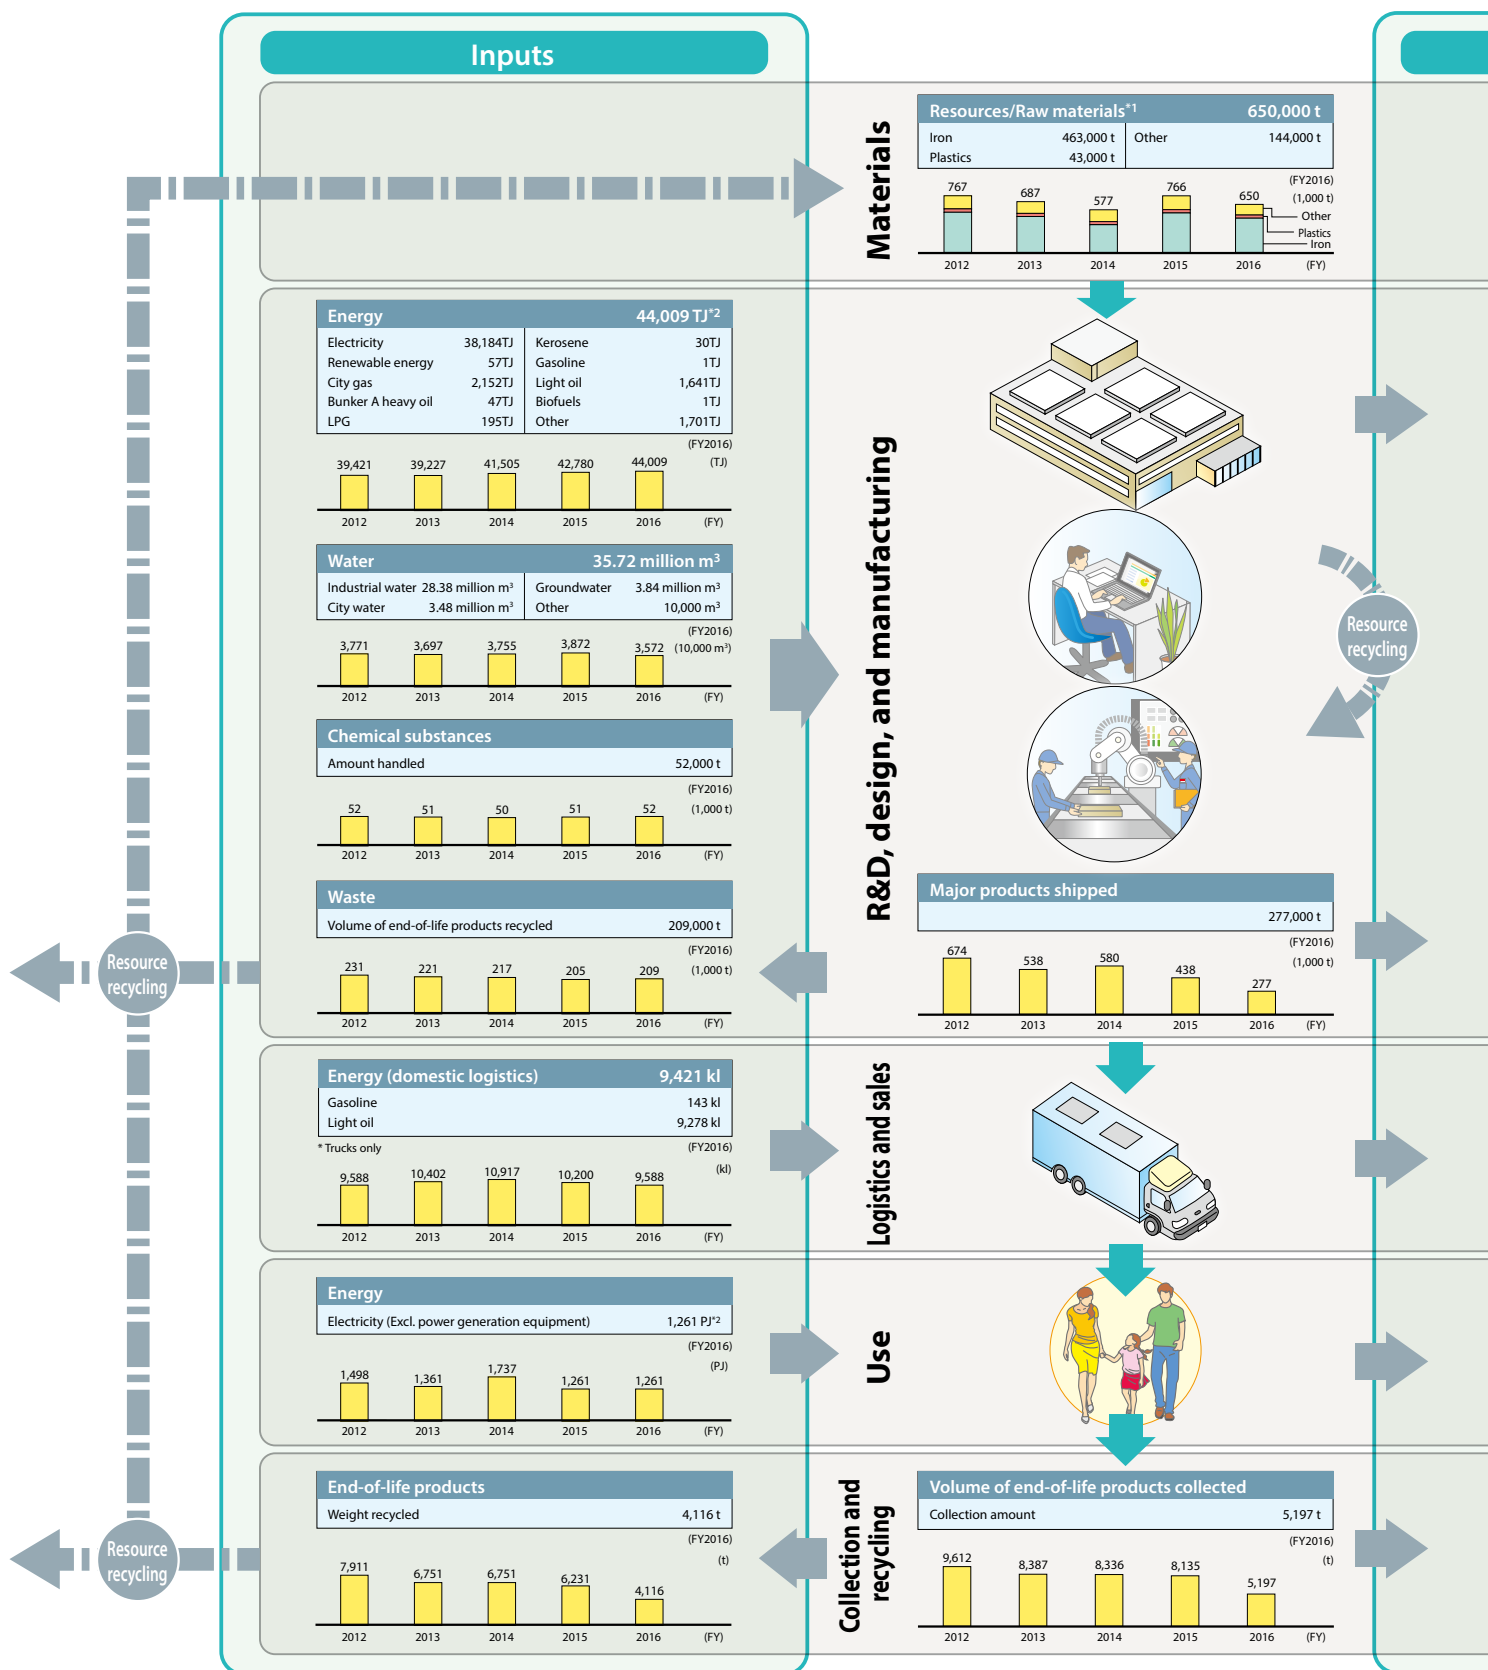 Inputs
Materials
Resources/Raw materials*1 650,000 t
Iron 463,000 t Other 144,000 t
Plastics 43,000 t
(FY2016)
(1,000 t)
767 687 577 766 650
Other
Plastics
Iron
2012 2013 2014 2015 2016 (FY)
R&D, design, and manufacturing
Energy 44,009 TJ*2
Electricity 38,184TJ Kerosene 30TJ
Renewable energy 57TJ Gasoline 1TJ
City gas 2,152TJ Light oil 1,641TJ
Bunker A heavy oil 47TJ Biofuels 1TJ
LPG 195TJ Other 1,701TJ
(FY2016)
(TJ)
39,421 39,227 41,505 42,780 44,009
2012 2013 2014 2015 2016 (FY)
Water 35.72 million m³
Industrial water 28.38 million m³ Groundwater 3.84 million m³
City water 3.48 million m³ Other 10,000 m³
(FY2016)
(10,000 m³)
3,771 3,697 3,755 3,872 3,572
2012 2013 2014 2015 2016 (FY)
Resource
recycling
Chemical substances
Amount handled 52,000 t
(FY2016)
(1,000 t)
52 51 50 51 52
2012 2013 2014 2015 2016 (FY)
Waste
Volume of end-of-life products recycled 209,000 t
(FY2016)
(1,000 t)
231 221 217 205 209
2012 2013 2014 2015 2016 (FY)
Resource
recycling
Major products shipped
277,000 t
(FY2016)
(1,000 t)
674 538 580 438 277
2012 2013 2014 2015 2016 (FY)
Logistics and sales
Energy (domestic logistics) 9,421 kl
Gasoline 143 kl
Light oil 9,278 kl
* Trucks only
(FY2016)
(kl)
9,588 10,402 10,917 10,200 9,588
2012 2013 2014 2015 2016 (FY)
Use
Energy
Electricity (Excl. power generation equipment) 1,261 PJ*2
(FY2016)
(PJ)
1,498 1,361 1,737 1,261 1,261
2012 2013 2014 2015 2016 (FY)
Collection and
recycling
End-of-life products
Weight recycled 4,116 t
(FY2016)
(t)
7,911 6,751 6,751 6,231 4,116
2012 2013 2014 2015 2016 (FY)
Resource
recycling
Volume of end-of-life products collected
Collection amount 5,197 t
(FY2016)
(t)
9,612 8,387 8,336 8,135 5,197
2012 2013 2014 2015 2016 (FY)